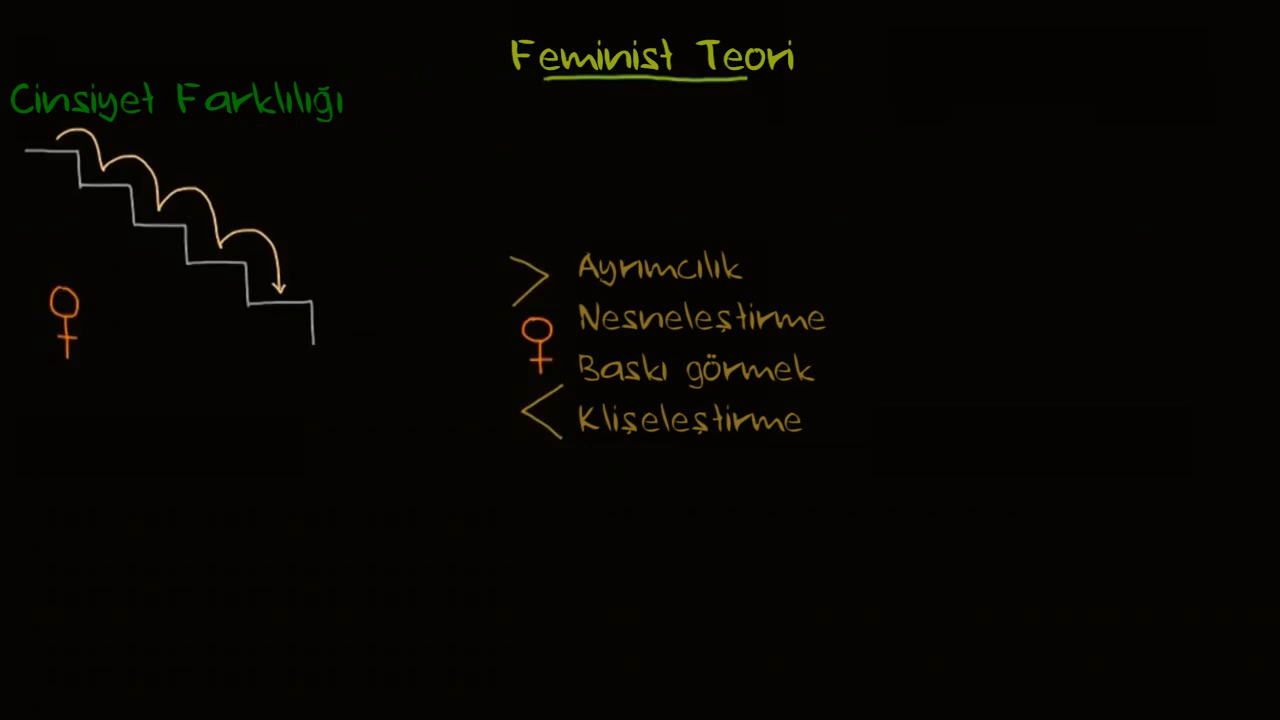 Feminist Teori
Cinsiyet Farklılığı
Ayrımcılık
Nesneleştirme
Baskı görmek
Klişeleştirme